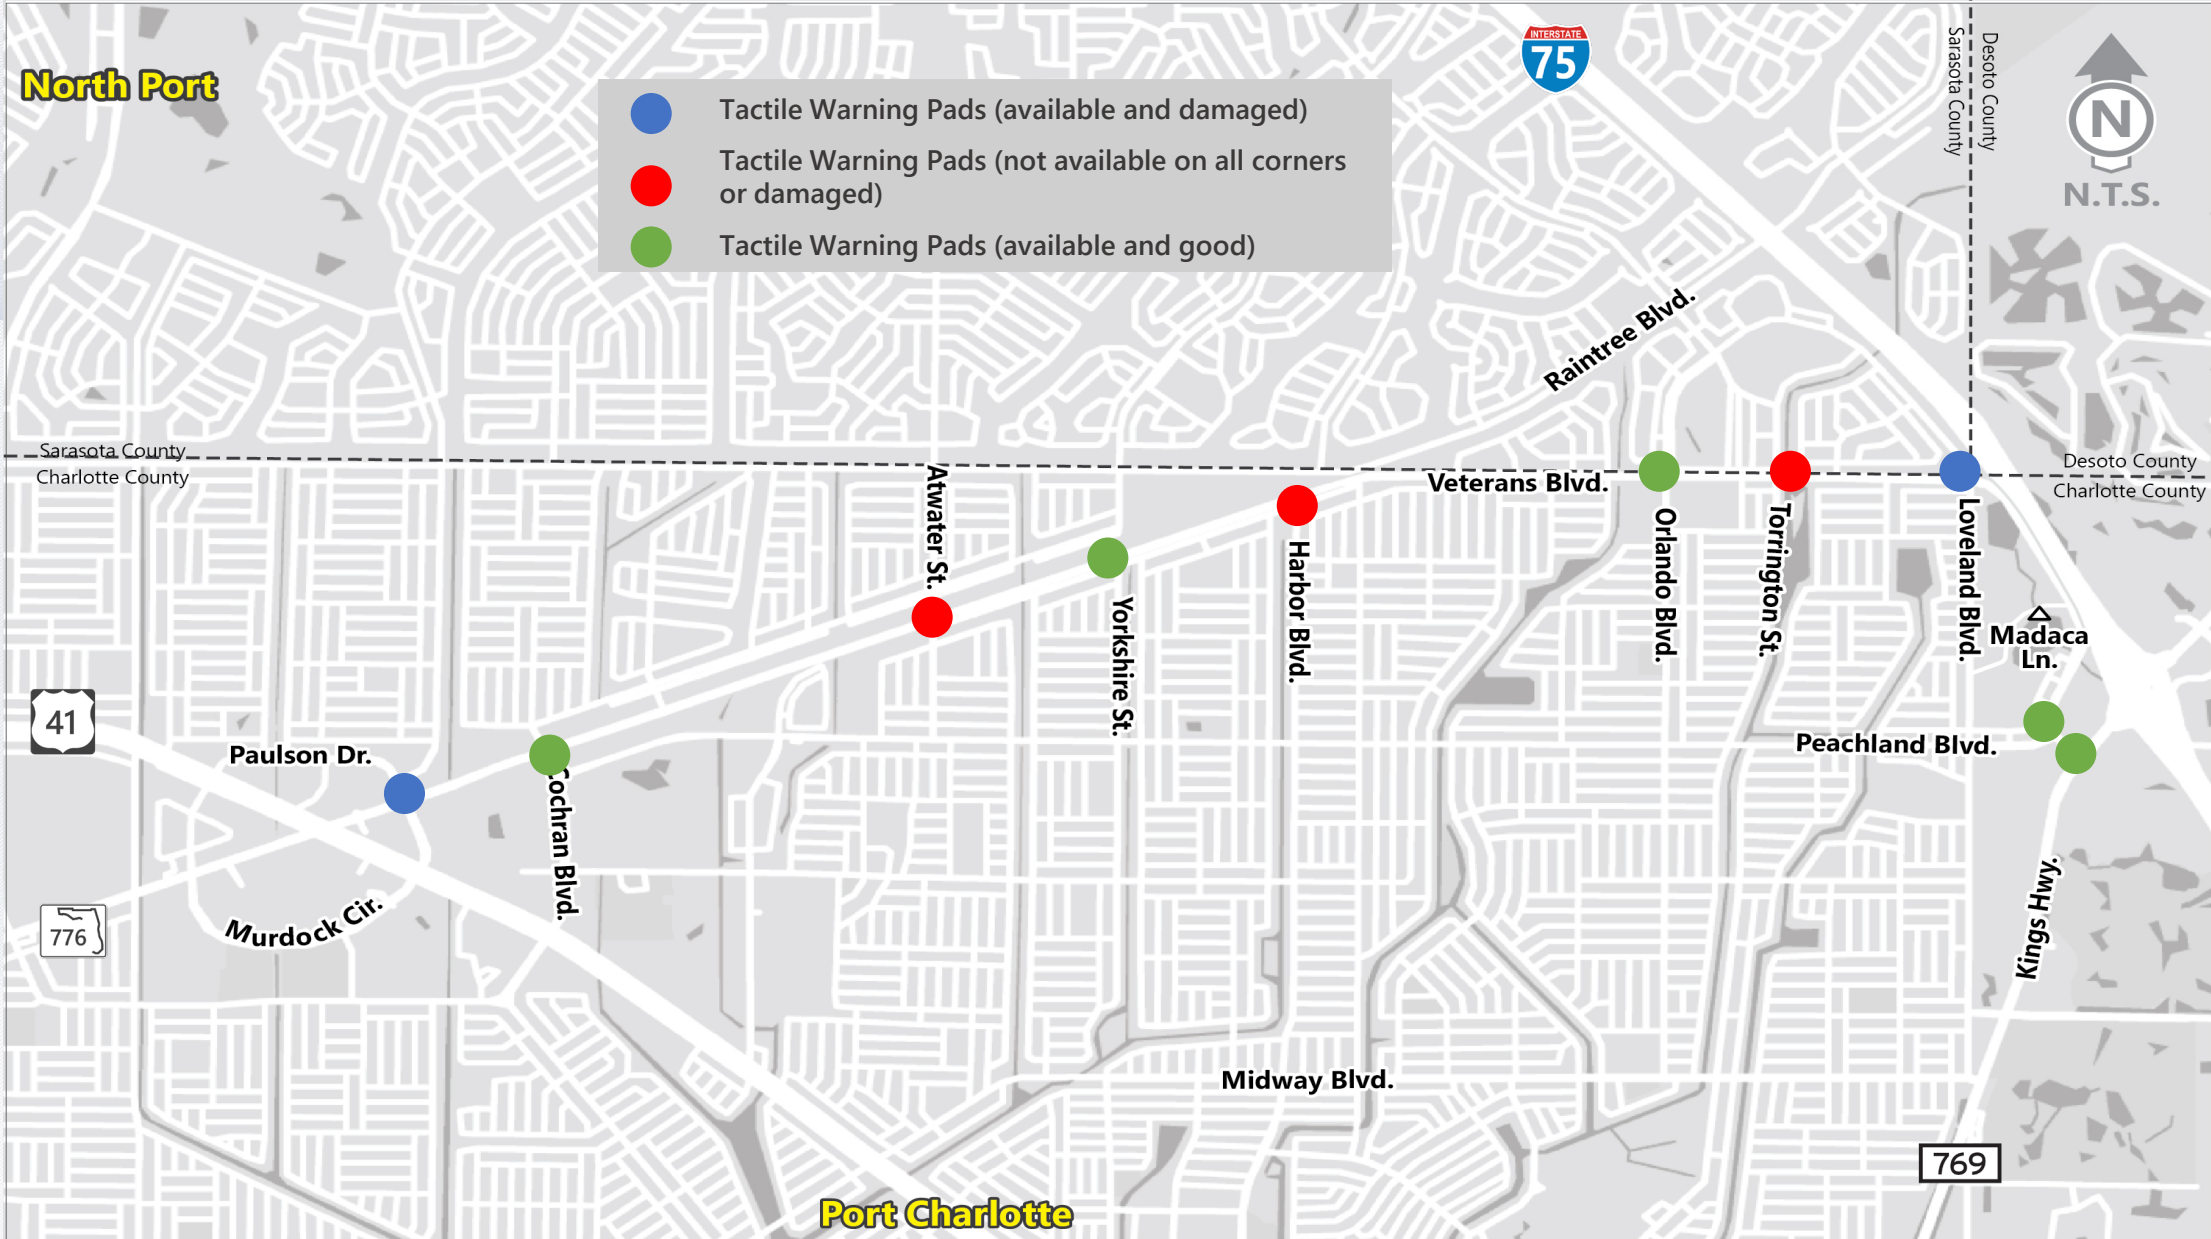 North Port
INTERSTATE
75
Sarasota County
Desoto County
N
N.T.S.
Tactile Warning Pads (available and damaged)
Tactile Warning Pads (not available on all corners
or damaged)
Tactile Warning Pads (available and good)
Raintree Blvd.
Sarasota County
Charlotte County
Veterans Blvd.
Desoto County
Charlotte County
Atwater St.
Yorkshire St.
Harbor Blvd.
Orlando Blvd.
Torrington St.
Loveland Blvd.
Madaca
Ln.
41
Paulson Dr.
Cochran Blvd.
Peachland Blvd.
Murdock Cir.
776
Kings Hwy.
Midway Blvd.
769
Port Charlotte